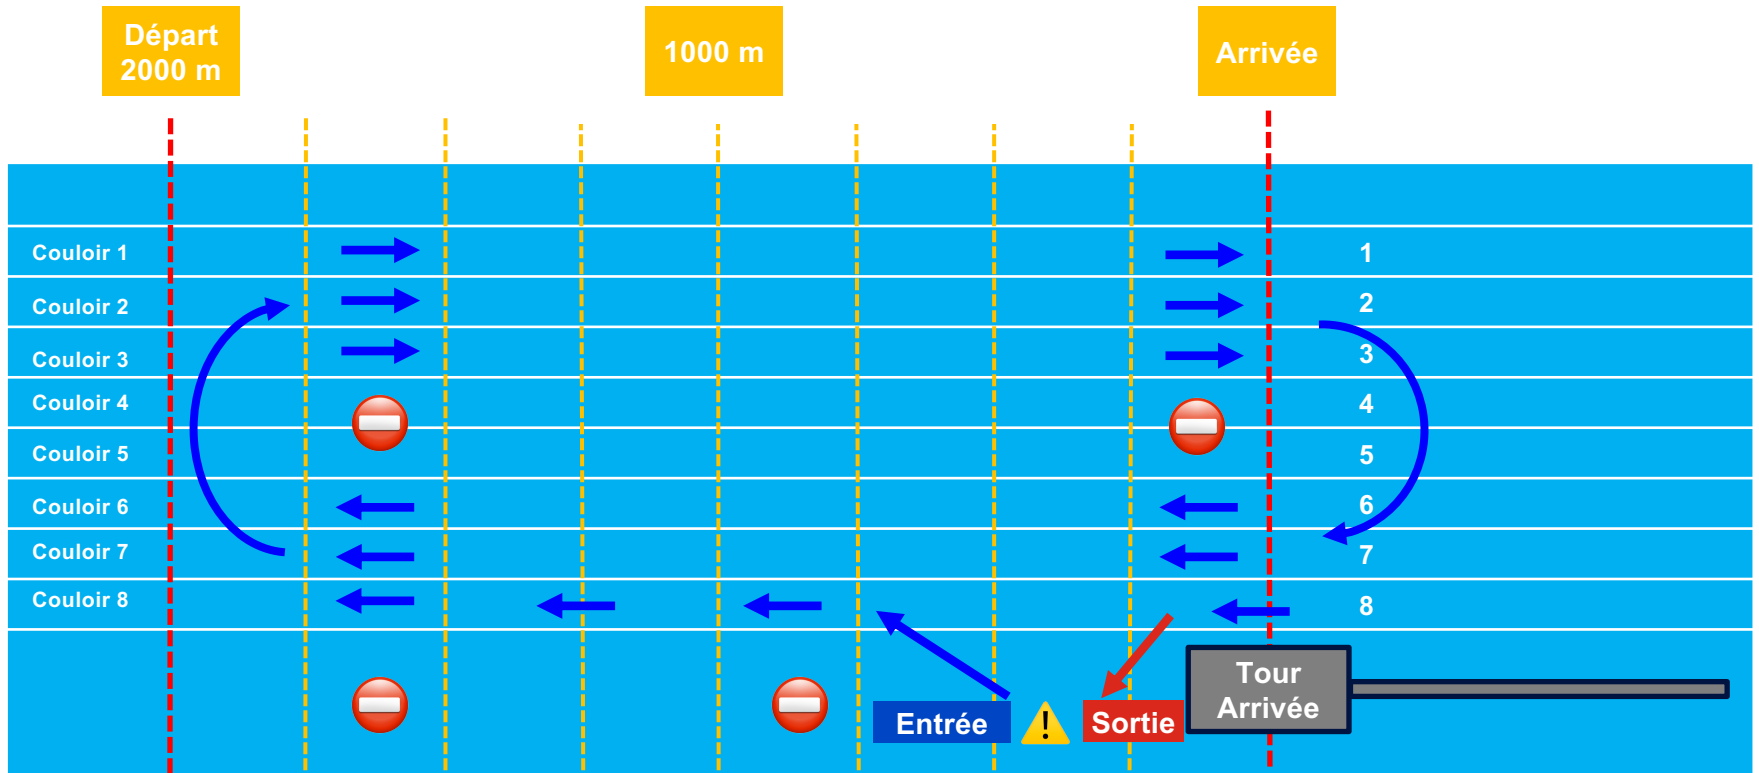 Départ
2000 m
1000 m
Arrivée
Couloir 1
1
Couloir 2
2
Couloir 3
3
Couloir 4
4
Couloir 5
5
Couloir 6
6
Couloir 7
7
Couloir 8
8
Entrée
!
Sortie
Tour
Arrivée